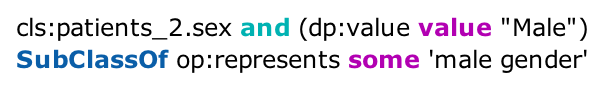 cls:patients_2.sex and (dp:value value "Male")
SubClassOf op:represents some 'male gender'